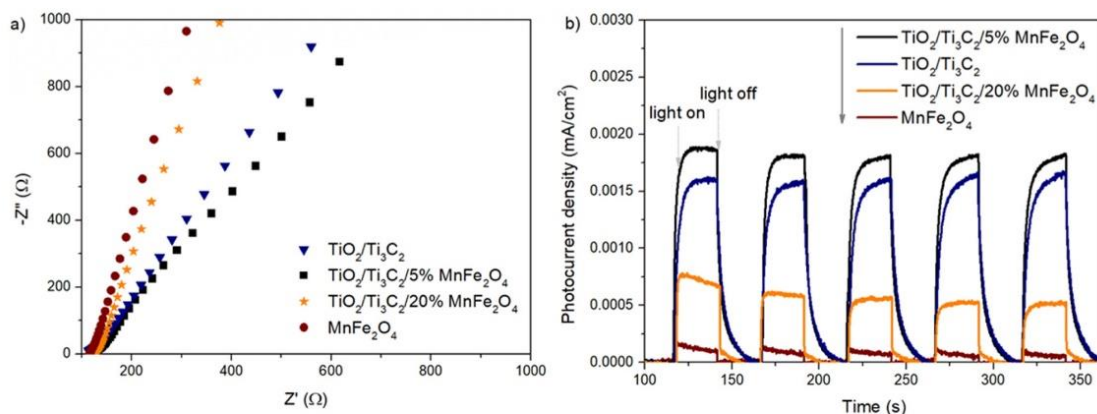 a)
1000
800
600
400
200
0
-Z" (Ω)
TiO₂/Ti₃C₂
TiO₂/Ti₃C₂/5% MnFe₂O₄
TiO₂/Ti₃C₂/20% MnFe₂O₄
MnFe₂O₄
200 400 600 800 1000
Z' (Ω)
b)
0.0030
0.0025
0.0020
0.0015
0.0010
0.0005
0.0000
Photocurrent density (mA/cm²)
TiO₂/Ti₃C₂/5% MnFe₂O₄
TiO₂/Ti₃C₂
TiO₂/Ti₃C₂/20% MnFe₂O₄
MnFe₂O₄
light off
light on
100 150 200 250 300 350
Time (s)